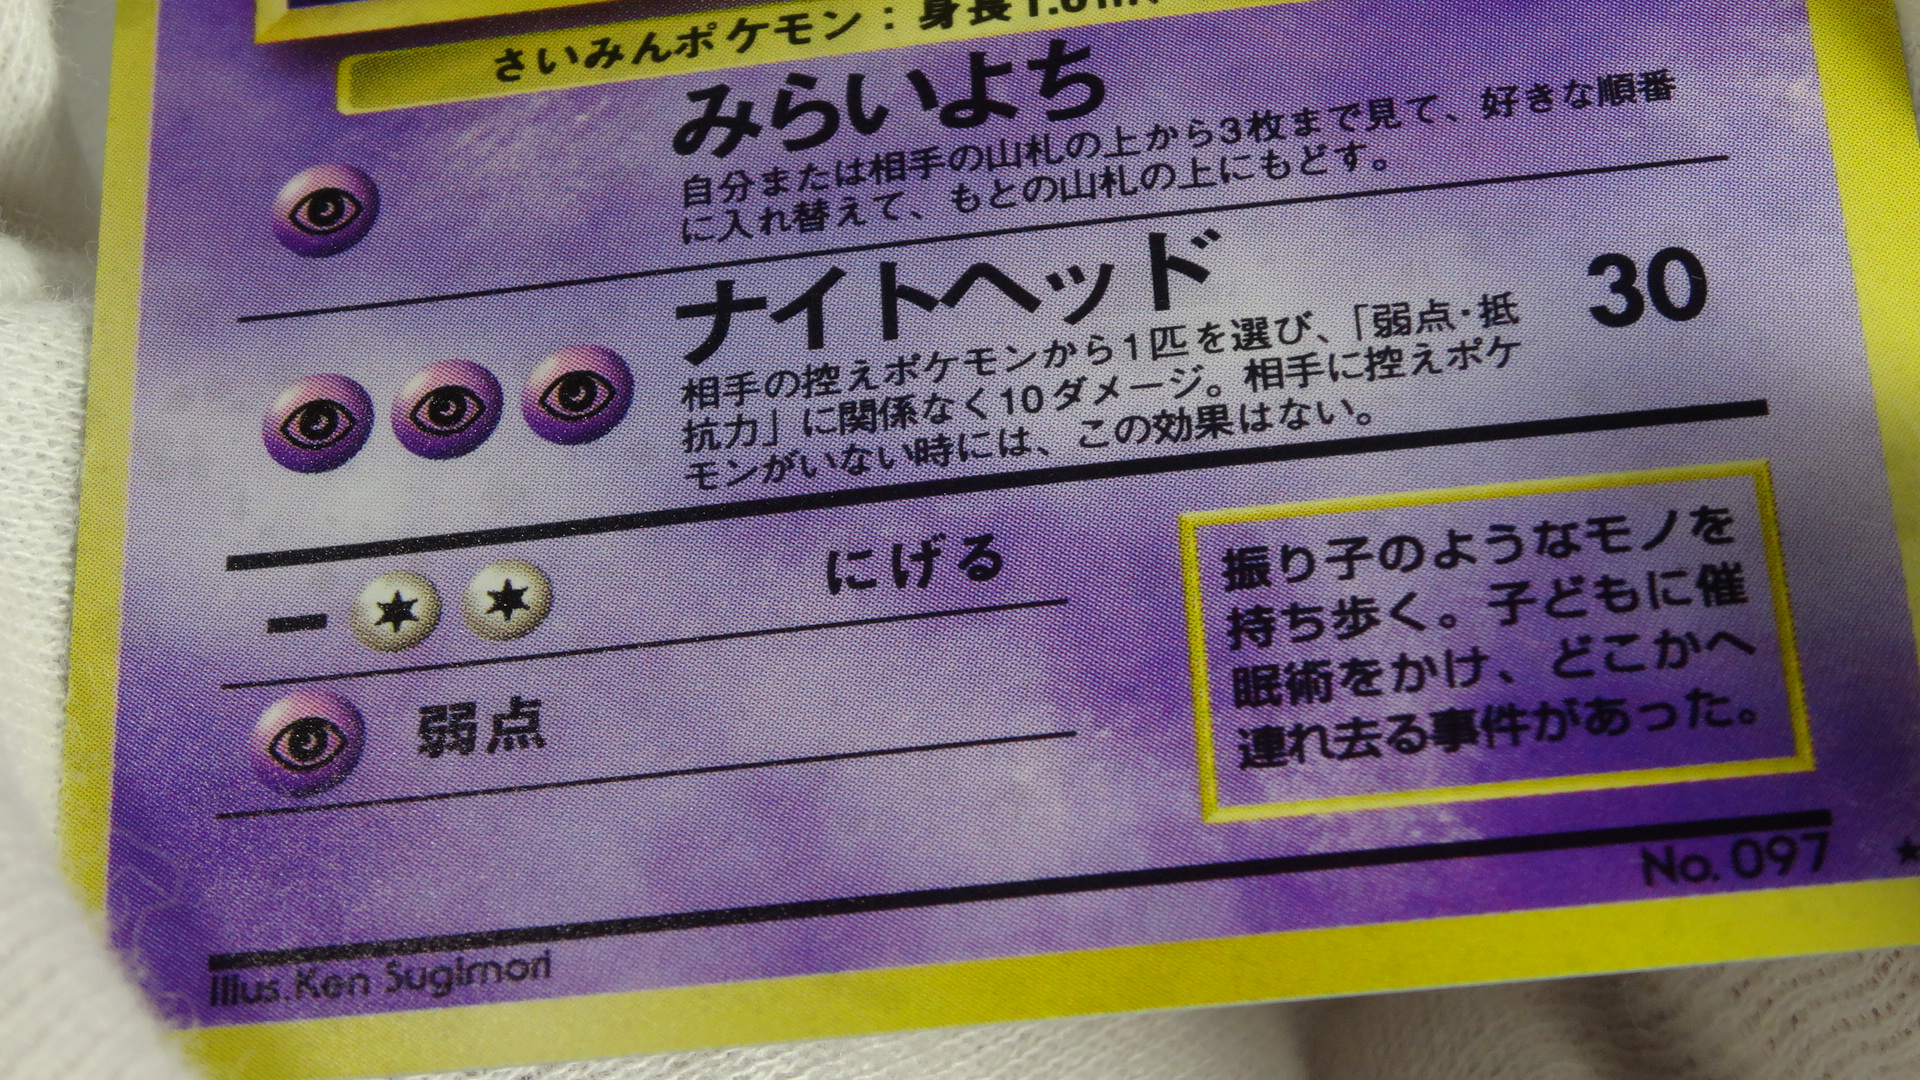 さいみんポケモン:身長1.6m
みらいよち
自分または相手の山札の上から3枚まで見て、好きな順番
に入れ替えて、もとの山札の上にもどす。
ナイトヘッド 30
相手の控えポケモンから1匹を選び、「弱点・抵
抗力」に関係なく10ダメージ。相手に控えポケ
モンがいない時には、この効果はない。
ー にげる
弱点
振り子のようなモノを
持ち歩く。子どもに催
眠術をかけ、どこかへ
連れ去る事件があった。
No. 097 ★
Illus. Ken Sugimori